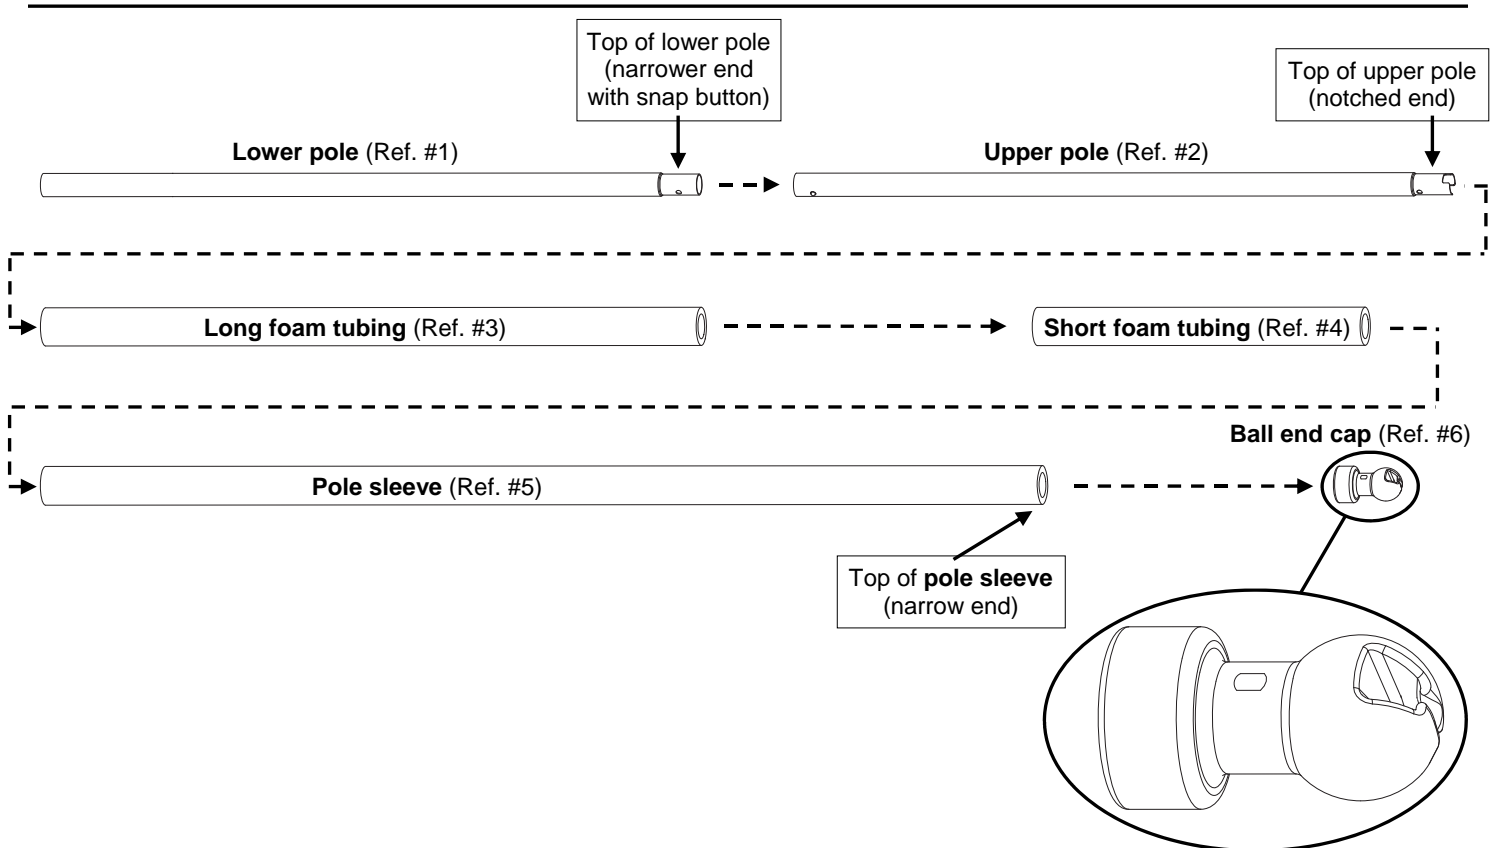 Top of lower pole
(narrower end
with snap button)
Top of upper pole
(notched end)
Lower pole (Ref. #1)
Upper pole (Ref. #2)
Long foam tubing (Ref. #3)
Short foam tubing (Ref. #4)
Ball end cap (Ref. #6)
Pole sleeve (Ref. #5)
Top of pole sleeve
(narrow end)